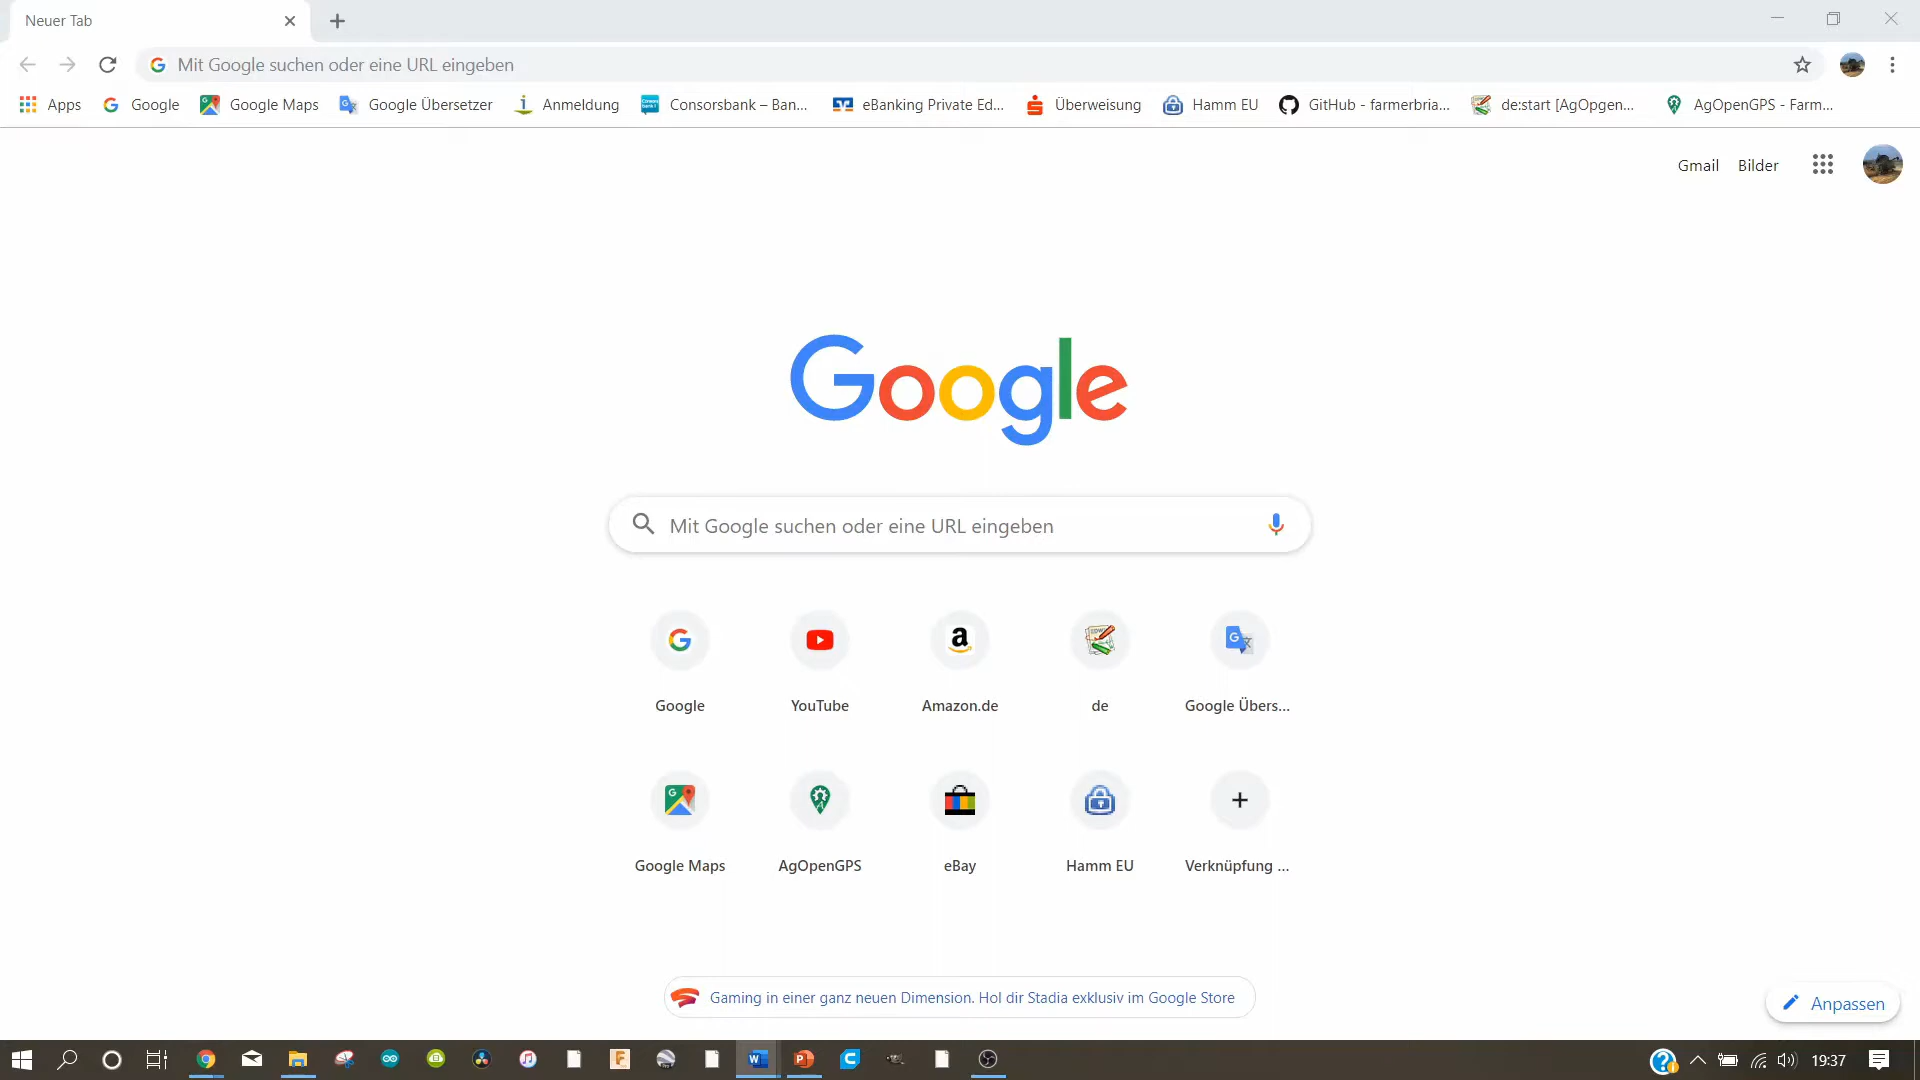 Neuer Tab
Mit Google suchen oder eine URL eingeben
Apps Google Google Maps Google Übersetzer Anmeldung Consorsbank – Ban... eBanking Private Ed... Überweisung Hamm EU GitHub - farmerbria... de:start [AgOpgen... AgOpenGPS - Farm...
Gmail Bilder
Google
Mit Google suchen oder eine URL eingeben
Google YouTube Amazon.de de Google Übers...
Google Maps AgOpenGPS eBay Hamm EU Verknüpfung ...
Gaming in einer ganz neuen Dimension. Hol dir Stadia exklusiv im Google Store
Anpassen
19:37